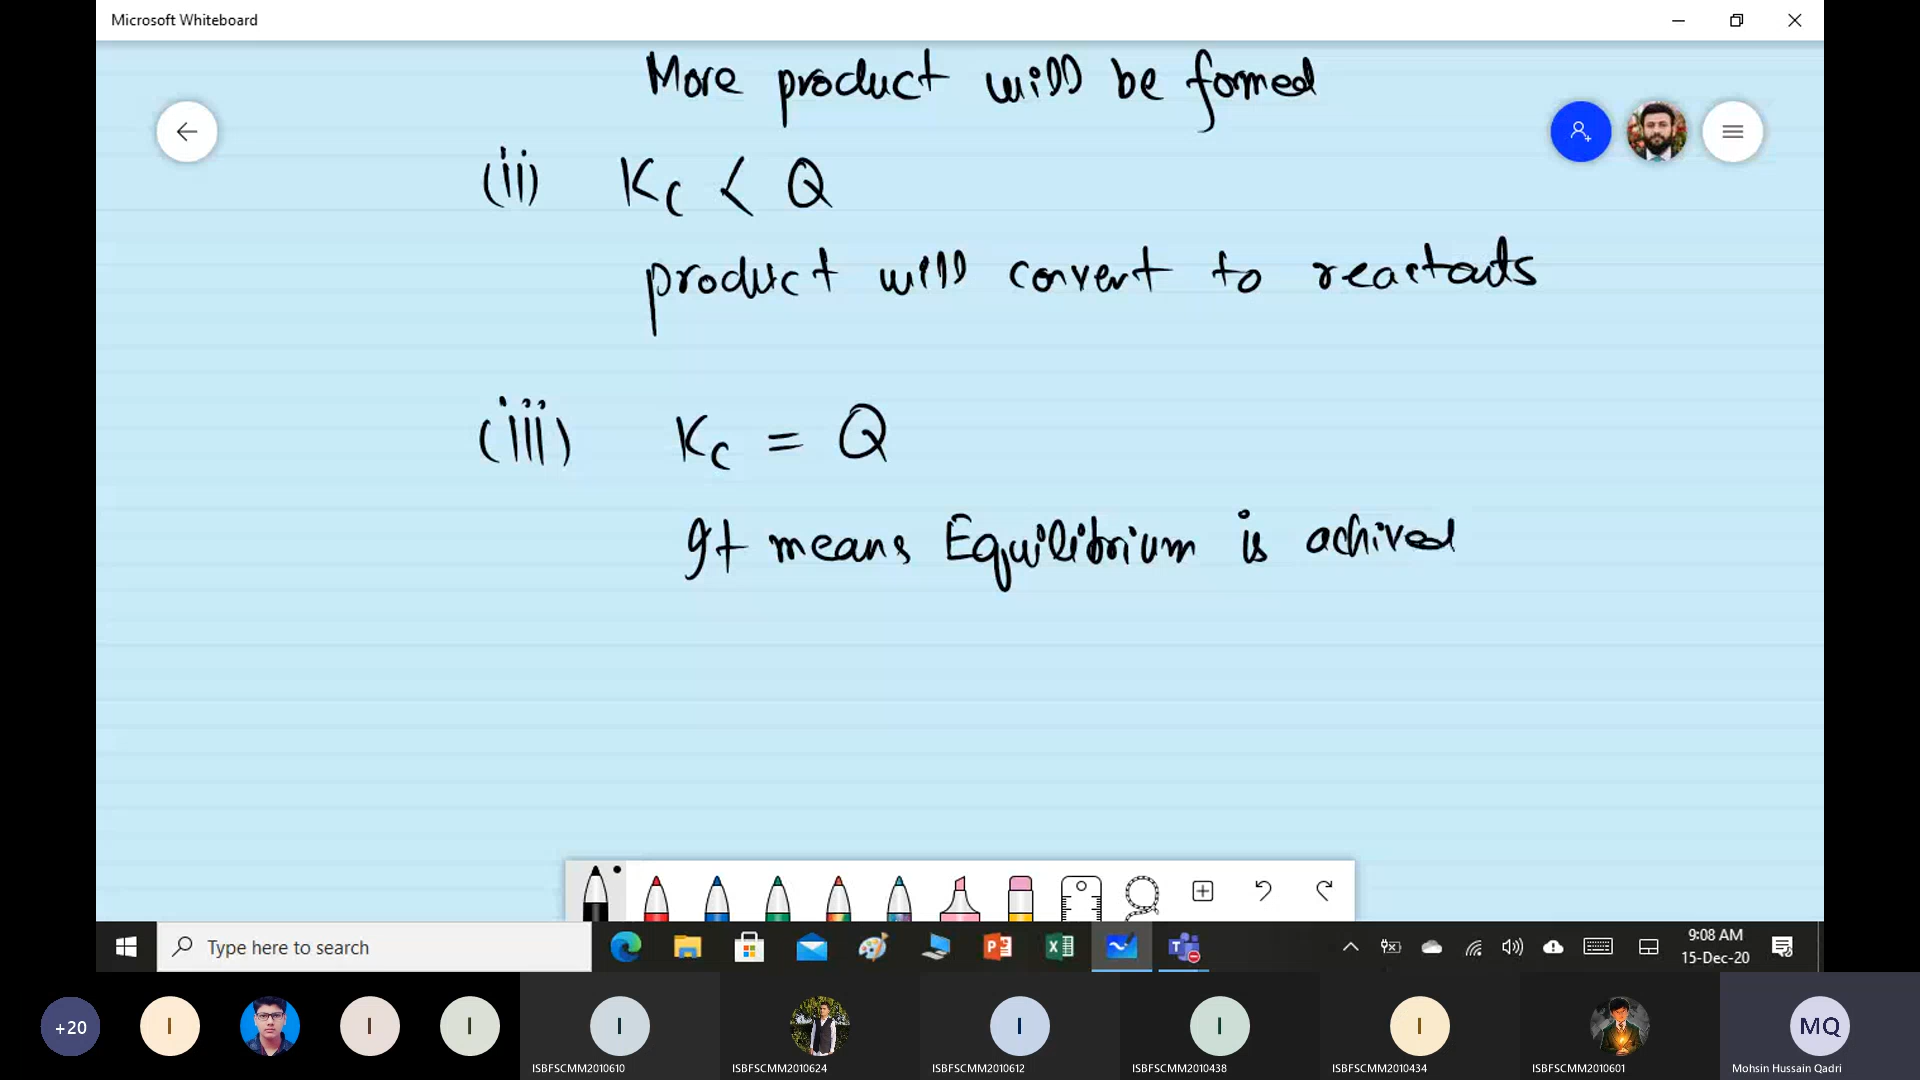 Microsoft Whiteboard
More product will be formed
(ii) Kc < Q
product will convert to reactants
(iii) Kc = Q
It means Equilibrium is achived
Type here to search
9:08 AM
15-Dec-20
+20
I
I
I
I
I
I
I
MQ
ISBFSCMM2010610
ISBFSCMM2010624
ISBFSCMM2010612
ISBFSCMM2010438
ISBFSCMM2010434
ISBFSCMM2010601
Mohsin Hussain Qadri